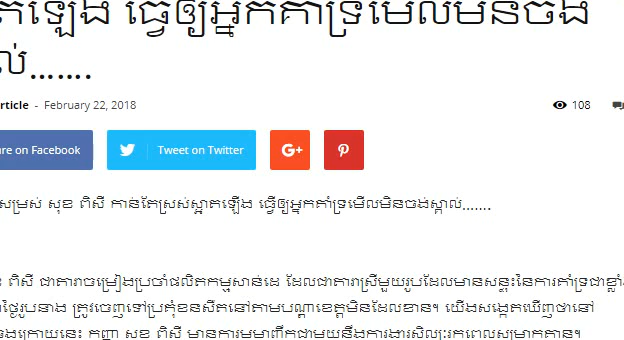 តឡើង ធ្វើឲ្យអ្នកគាំទ្រមើលមិនចង់
ល់.......
rticle - February 22, 2018 108
re on Facebook Tweet on Twitter G+
សម្រស់ សុខ ពិសី កាន់តែស្រស់ស្អាតឡើង ធ្វើឲ្យអ្នកគាំទ្រមើលមិនចង់ស្គាល់.......
ពិសី ជាតារាចម្រៀងប្រចាំផលិតកម្មសាន់ដេ ដែលជាតារាស្រីមួយរូបដែលមានសន្ទុះនៃការគាំទ្រជាខ្លាំង
ថ្ងៃរូបនាង ត្រូវចេញទៅប្រគុំខនសឺតនៅតាមបណ្តាខេត្តមិនដែលខាន។ យើងសង្កេតឃើញថានៅ
ចុងក្រោយនេះ កញ្ញា សុខ ពិសី មានការមមាញឹកជាមួយនឹងការងារសិល្បៈរកពេលសម្រាកគ្មាន។